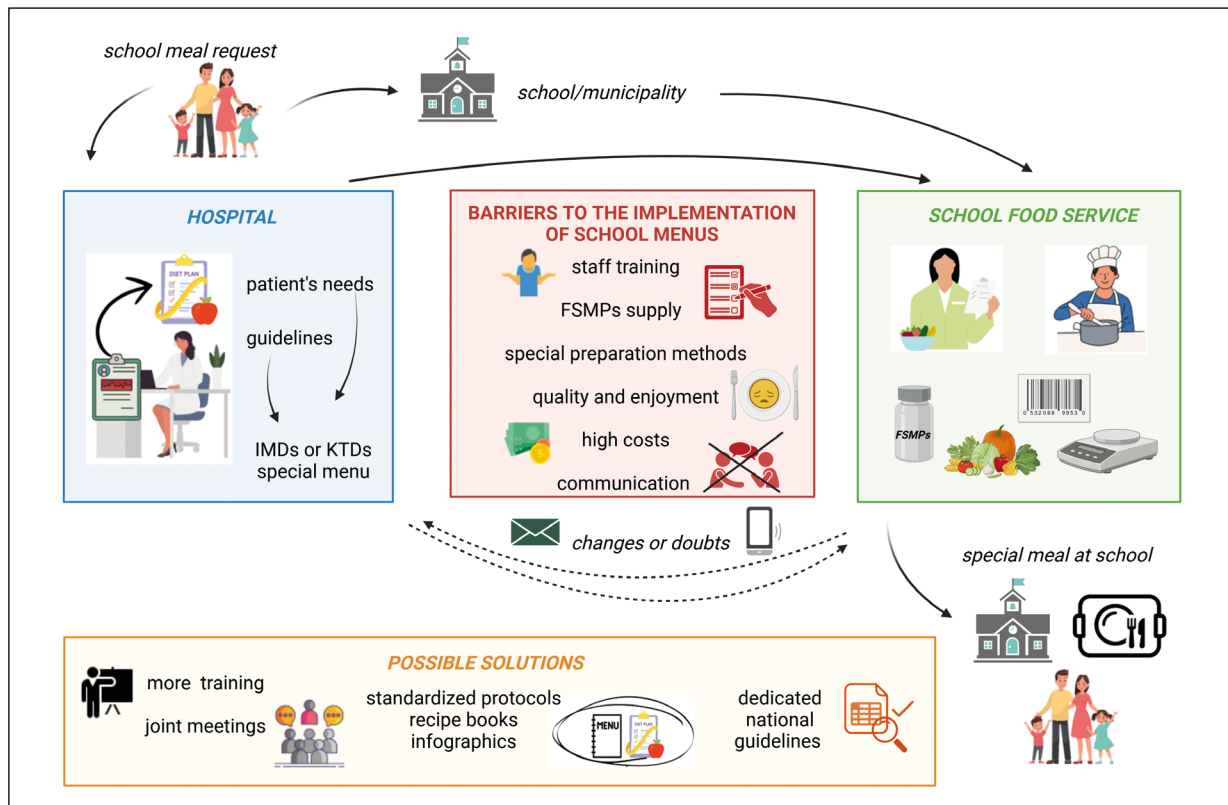 school meal request
school/municipality
HOSPITAL
DIET PLAN
patient's needs
guidelines
IMDs or KTDs
special menu
BARRIERS TO THE IMPLEMENTATION
OF SCHOOL MENUS
staff training
FSMPs supply
special preparation methods
quality and enjoyment
high costs
communication
SCHOOL FOOD SERVICE
FSMPs
0 532088 9953 0
changes or doubts
special meal at school
POSSIBLE SOLUTIONS
more training
joint meetings
standardized protocols
recipe books
infographics
MENU
DIET PLAN
dedicated
national
guidelines